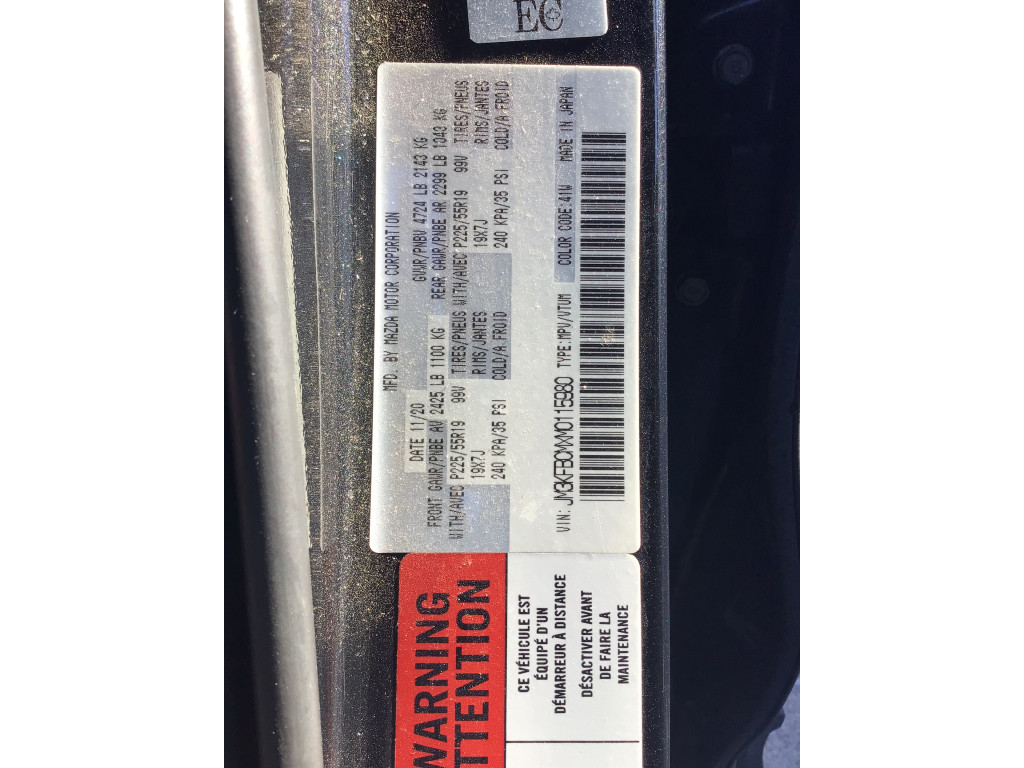 EC
MFD. BY MAZDA MOTOR CORPORATION
DATE 11/20 GVWR/PNBV 4724 LB 2143 KG
FRONT GAWR/PNBE AV 2425 LB 1100 KG REAR GAWR/PNBE AR 2299 LB 1043 KG
WITH/AVEC P225/55R19 99V TIRES/PNEUS WITH/AVEC P225/55R19 99V TIRES/PNEUS
19X7J RIMS/JANTES 19X7J RIMS/JANTES
240 KPA/35 PSI COLD/A FROID 240 KPA/35 PSI COLD/A FROID
VIN: JM3KFBCMXM0115980 TYPE:MPV/VTUM COLOR CODE:41W MADE IN JAPAN
WARNING
TTENTION
CE VÉHICULE EST
ÉQUIPÉ D'UN
DÉMARREUR À DISTANCE
DÉSACTIVER AVANT
DE FAIRE LA
MAINTENANCE